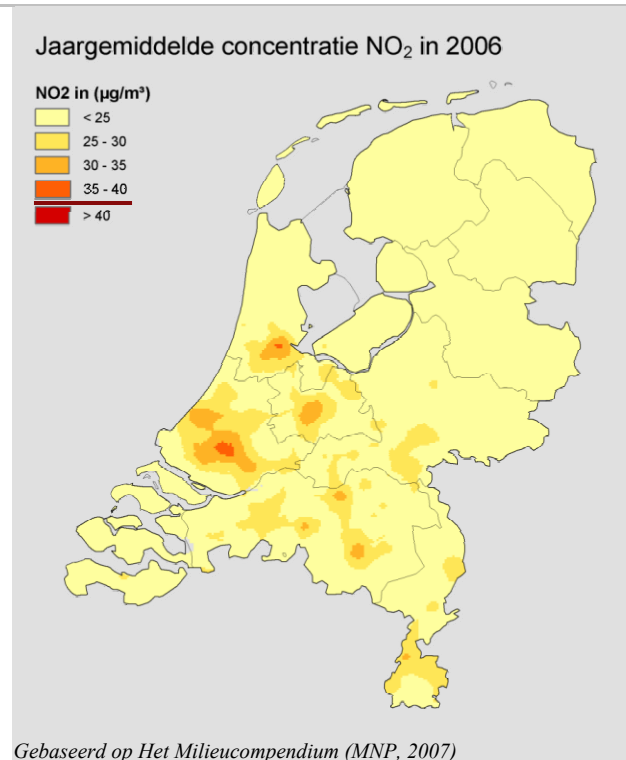 Jaargemiddelde concentratie NO₂ in 2006
NO2 in (µg/m³)
< 25
25 - 30
30 - 35
35 - 40
> 40
Gebaseerd op Het Milieucompendium (MNP, 2007)